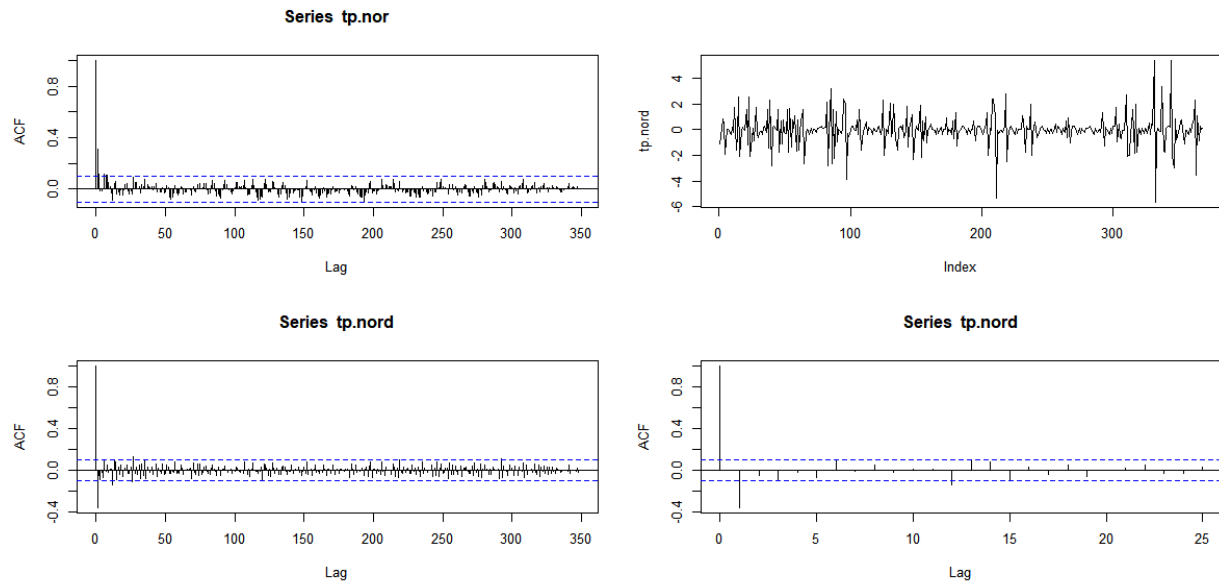 Series tp.nor
ACF
0.0 0.4 0.8
0 50 100 150 200 250 300 350
Lag
tp.nord
-6 -4 -2 0 2 4
0 100 200 300
Index
Series tp.nord
ACF
-0.4 0.0 0.4 0.8
0 50 100 150 200 250 300 350
Lag
Series tp.nord
ACF
-0.4 0.0 0.4 0.8
0 5 10 15 20 25
Lag